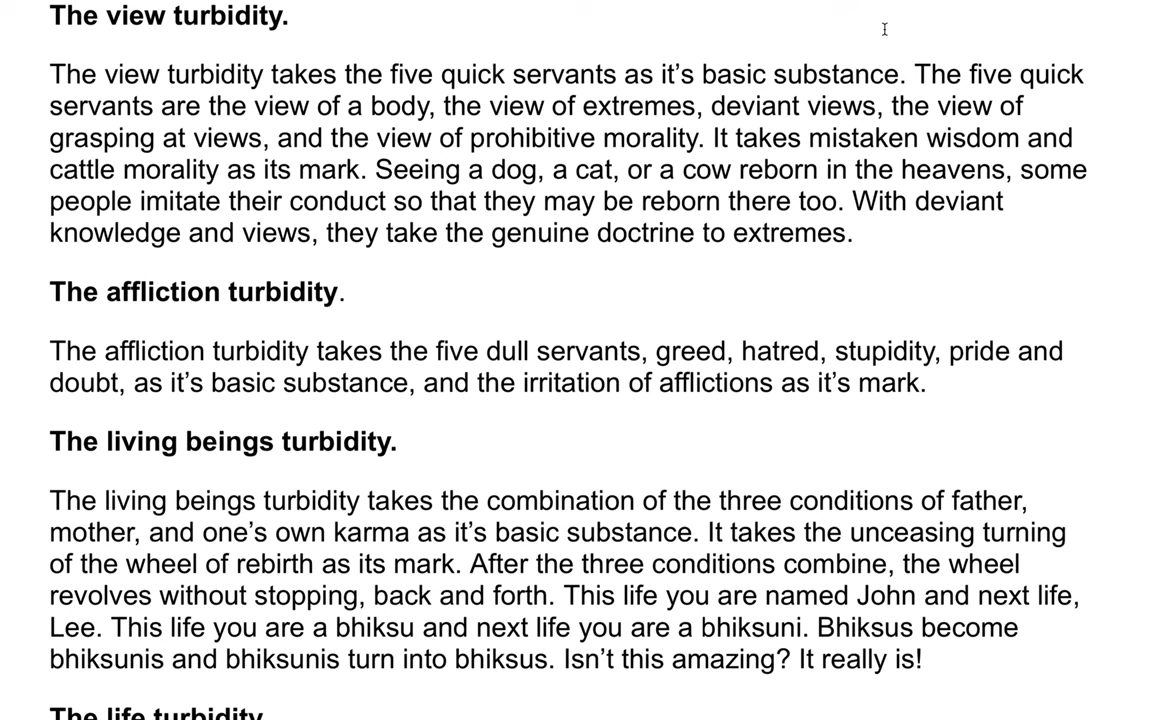 The view turbidity.
The view turbidity takes the five quick servants as it’s basic substance. The five quick
servants are the view of a body, the view of extremes, deviant views, the view of
grasping at views, and the view of prohibitive morality. It takes mistaken wisdom and
cattle morality as its mark. Seeing a dog, a cat, or a cow reborn in the heavens, some
people imitate their conduct so that they may be reborn there too. With deviant
knowledge and views, they take the genuine doctrine to extremes.
The affliction turbidity.
The affliction turbidity takes the five dull servants, greed, hatred, stupidity, pride and
doubt, as it’s basic substance, and the irritation of afflictions as it’s mark.
The living beings turbidity.
The living beings turbidity takes the combination of the three conditions of father,
mother, and one’s own karma as it’s basic substance. It takes the unceasing turning
of the wheel of rebirth as its mark. After the three conditions combine, the wheel
revolves without stopping, back and forth. This life you are named John and next life,
Lee. This life you are a bhiksu and next life you are a bhiksuni. Bhiksus become
bhiksunis and bhiksunis turn into bhiksus. Isn’t this amazing? It really is!
The life turbidity